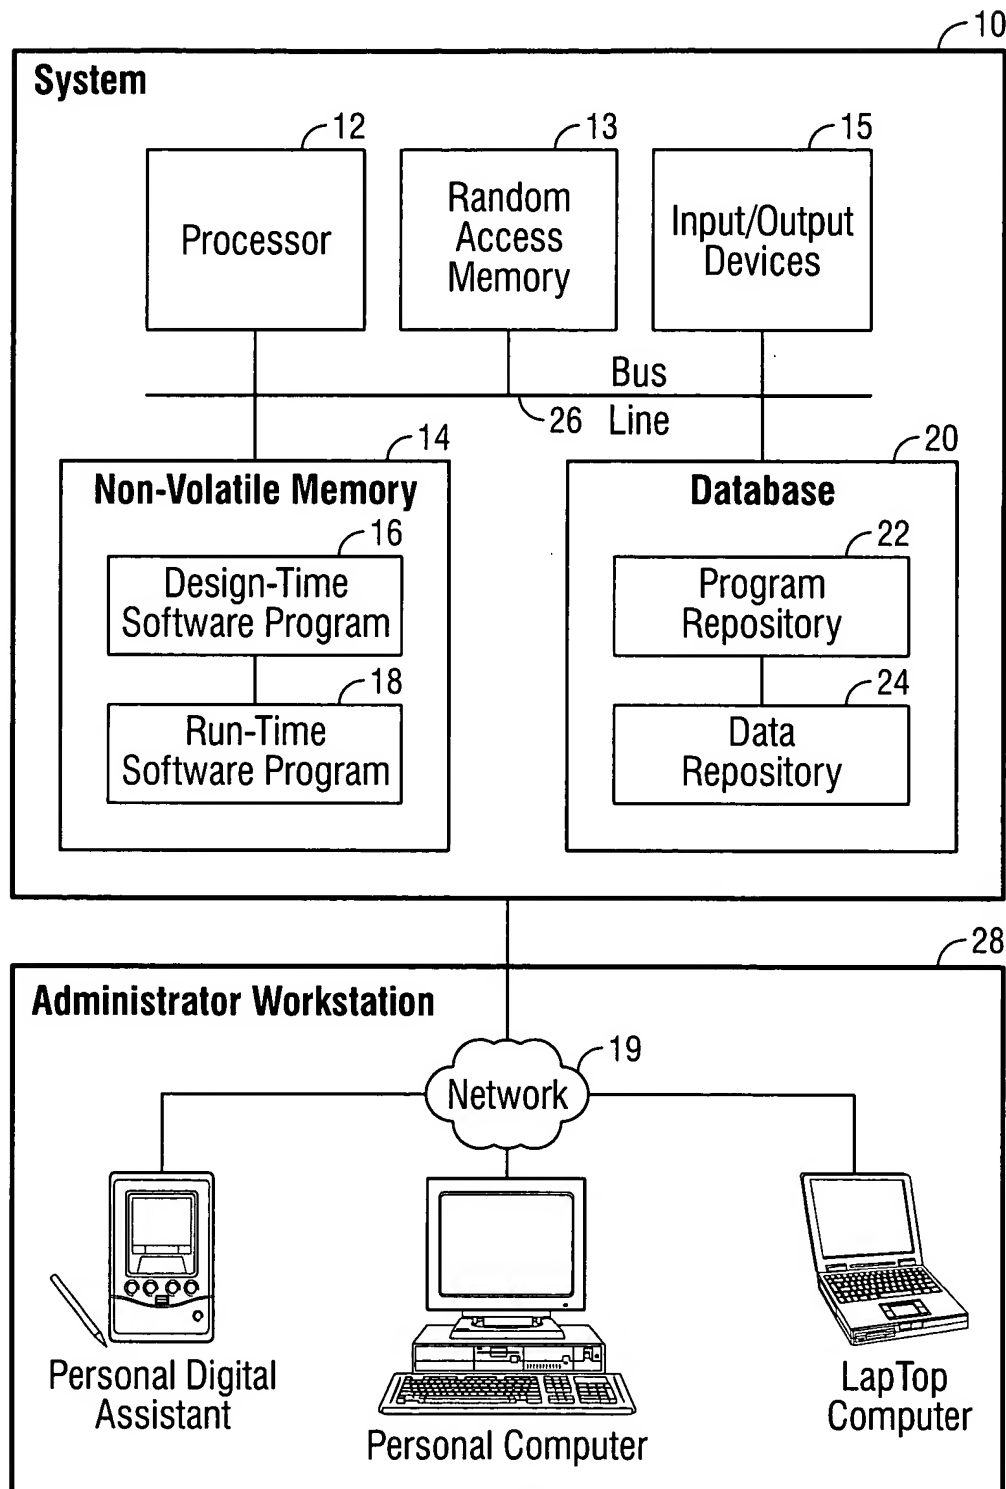 10
System
12
13
15
Processor
Random
Access
Memory
Input/Output
Devices
Bus
26
Line
14
20
Non-Volatile Memory
Database
16
22
Design-Time
Software Program
Program
Repository
18
24
Run-Time
Software Program
Data
Repository
28
Administrator Workstation
19
Network
Personal Digital
Assistant
Personal Computer
LapTop
Computer